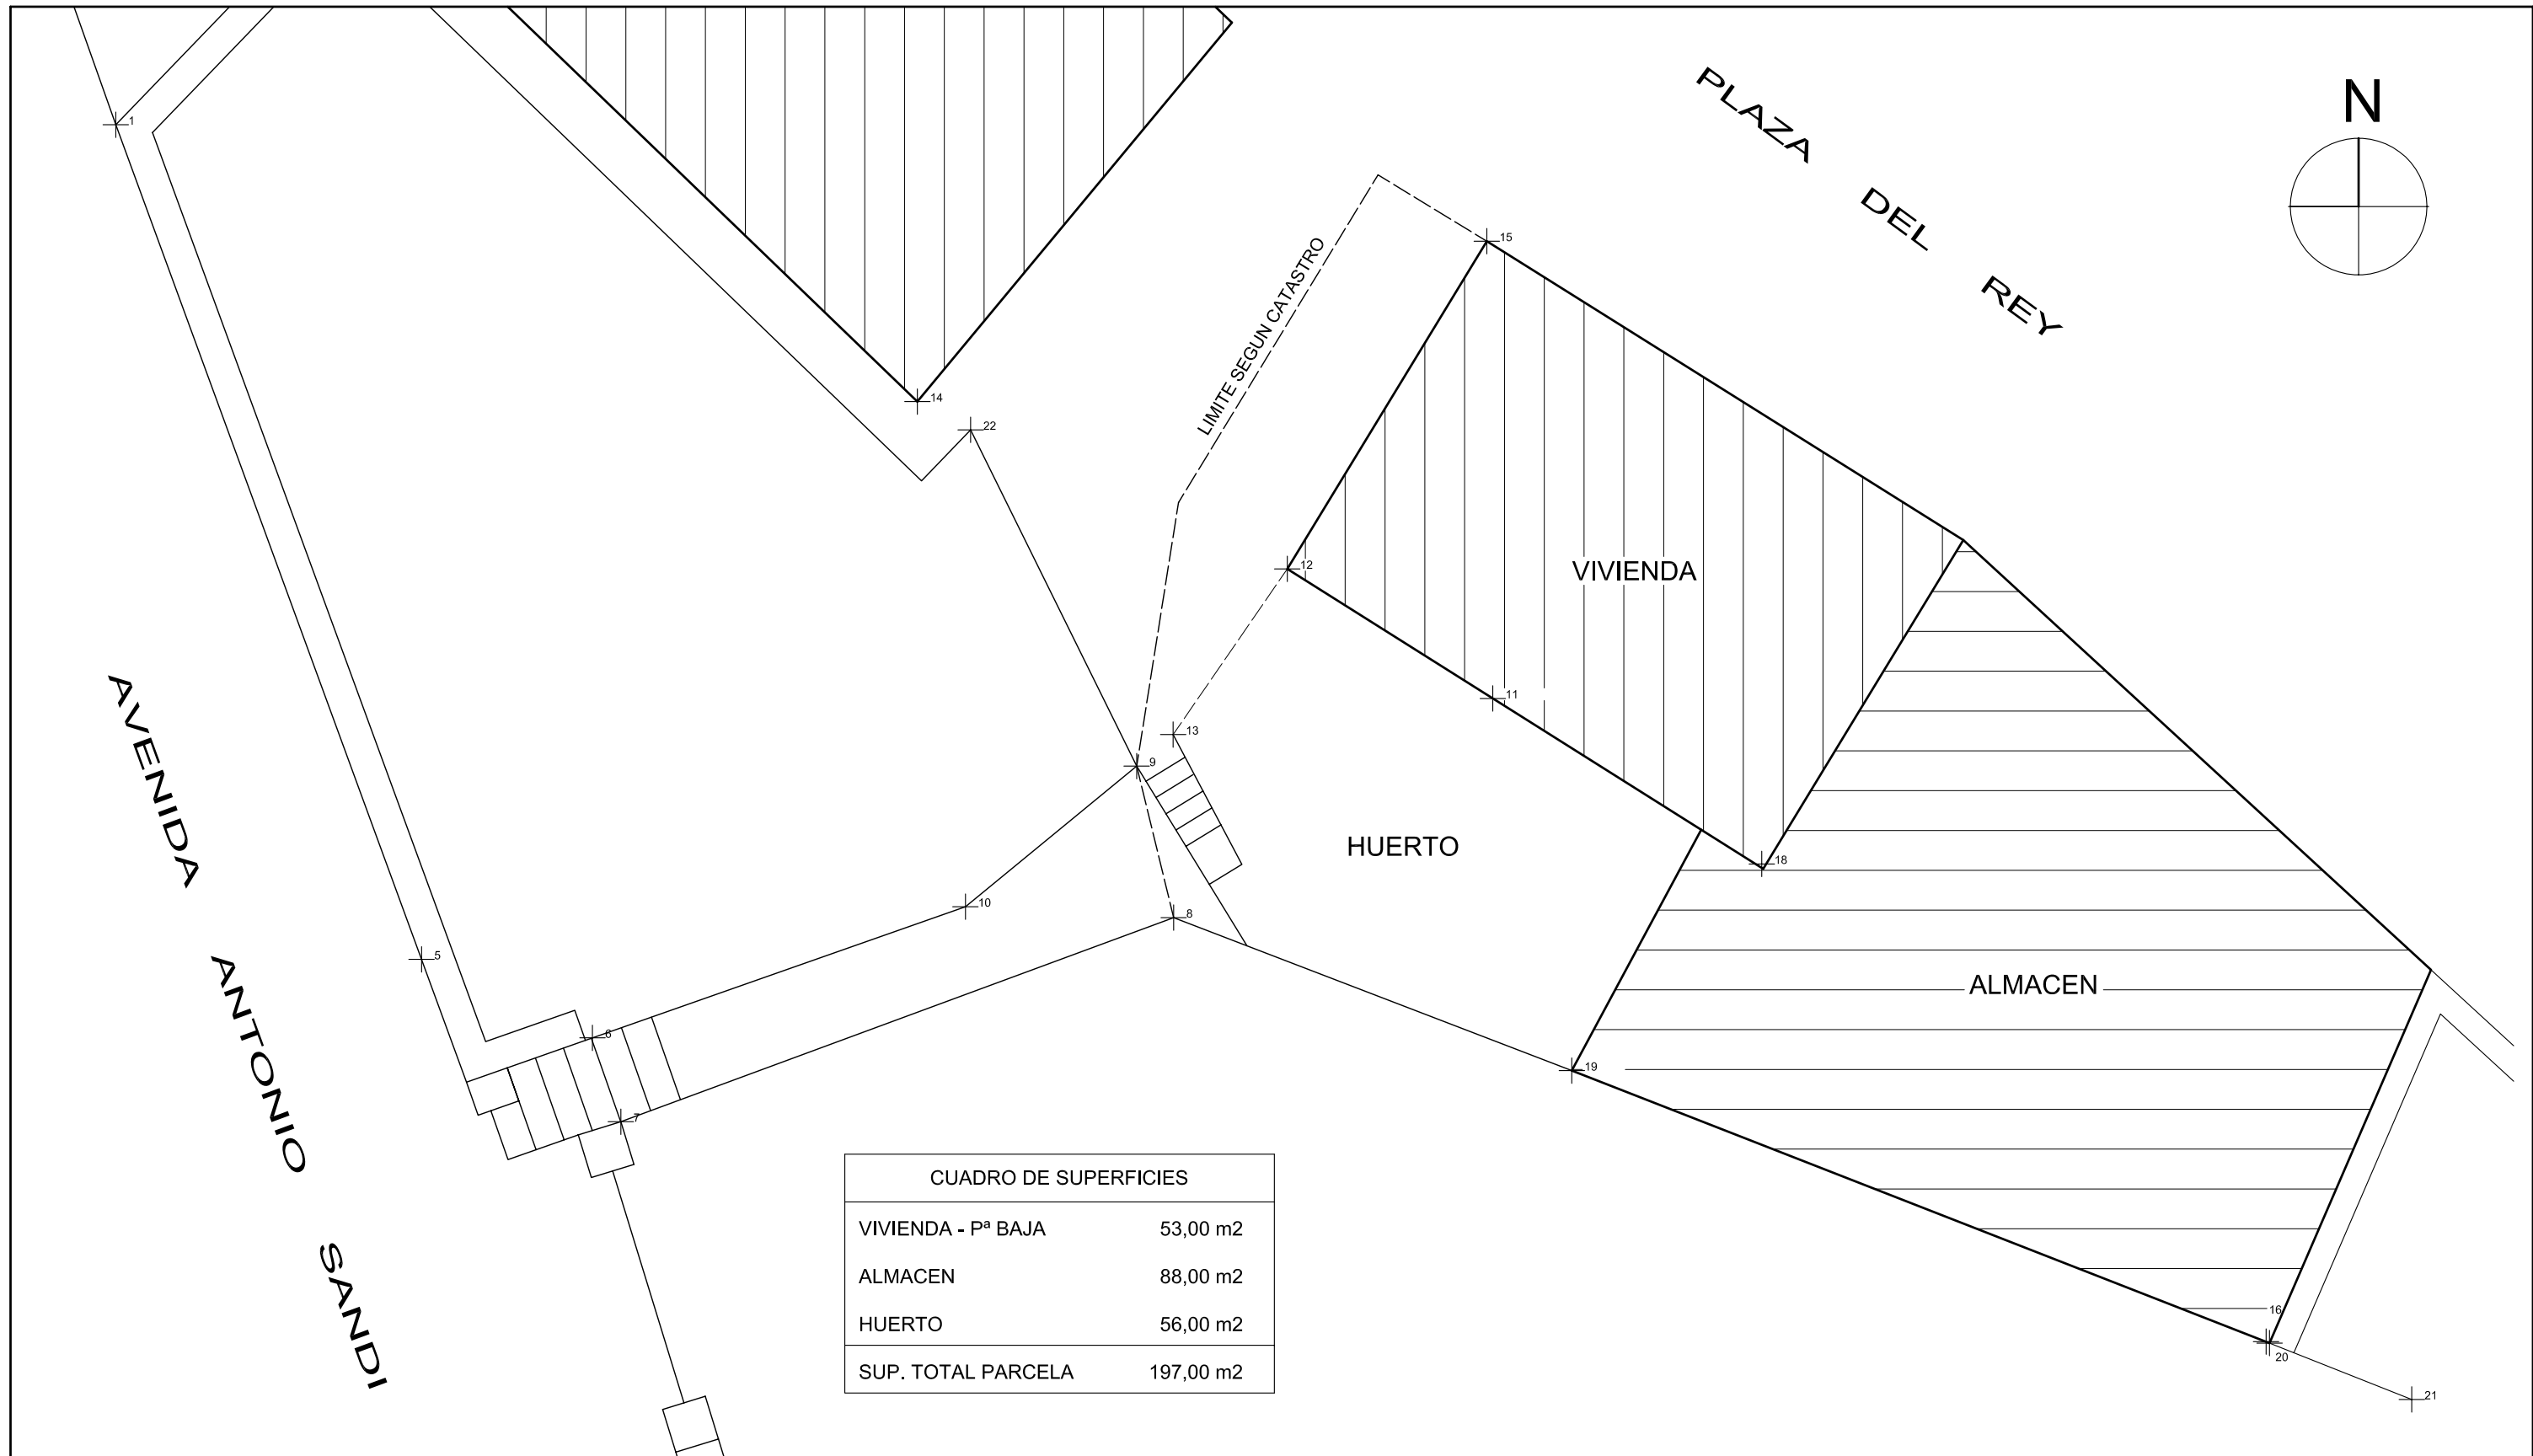 PLAZA DEL REY
N
1
15
LIMITE SEGUN CATASTRO
14
22
12
VIVIENDA
11
13
9
HUERTO
18
10
8
5
AVENIDA ANTONIO SANDI
ALMACEN
6
19
7
CUADRO DE SUPERFICIES
VIVIENDA - Pª BAJA 53,00 m2
ALMACEN 88,00 m2
HUERTO 56,00 m2
SUP. TOTAL PARCELA 197,00 m2
16
20
21